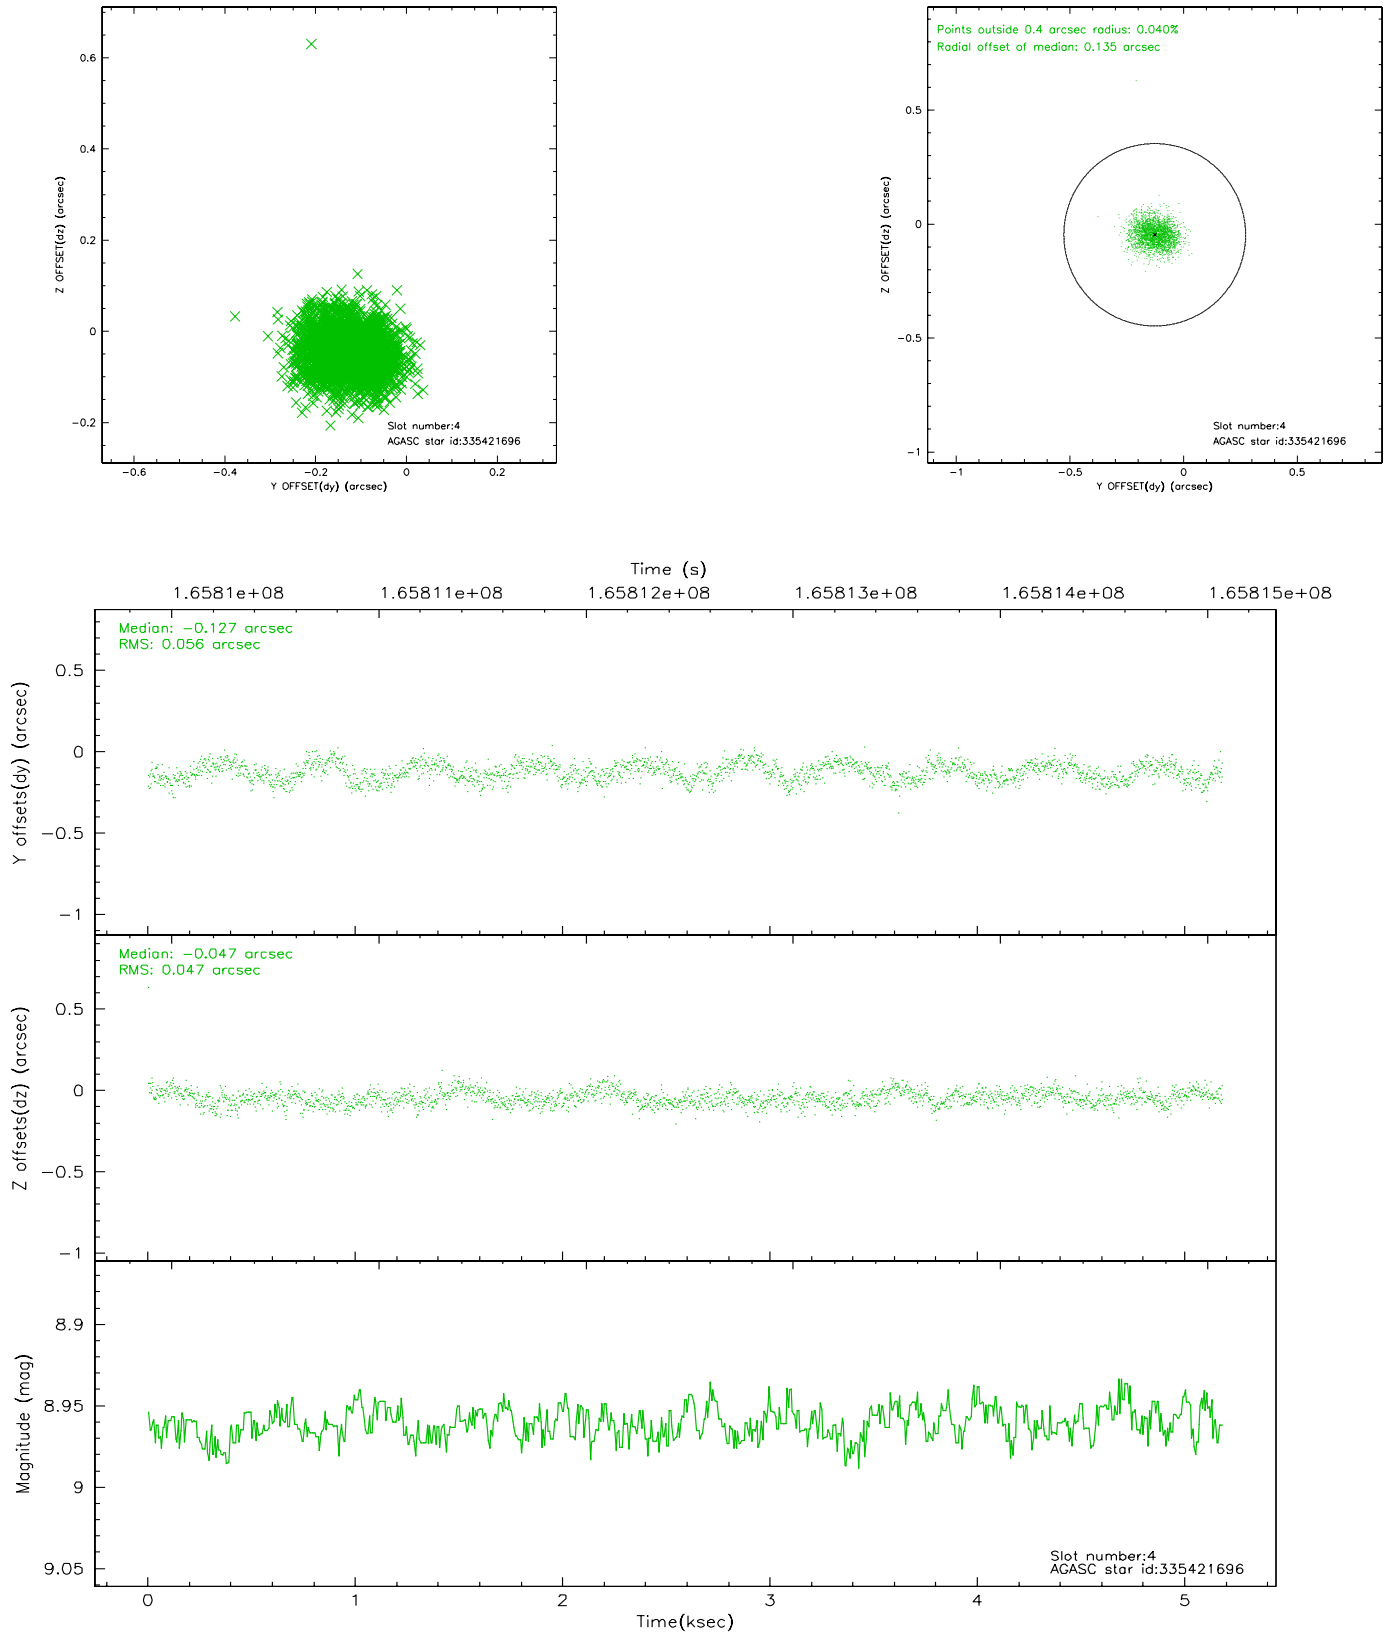 0.6
0.4
0.2
0
−0.2
Z OFFSET(dz) (arcsec)
Slot number:4
AGASC star id:335421696
−0.6 −0.4 −0.2 0 0.2
Y OFFSET(dy) (arcsec)
Points outside 0.4 arcsec radius: 0.040%
Radial offset of median: 0.135 arcsec
0.5
0
−0.5
−1
Z OFFSET(dz) (arcsec)
Slot number:4
AGASC star id:335421696
−1 −0.5 0 0.5
Y OFFSET(dy) (arcsec)
Time (s)
1.6581e+08 1.65811e+08 1.65812e+08 1.65813e+08 1.65814e+08 1.65815e+08
Median: −0.127 arcsec
RMS: 0.056 arcsec
0.5
0
−0.5
−1
Y offsets(dy) (arcsec)
Median: −0.047 arcsec
RMS: 0.047 arcsec
0.5
0
−0.5
−1
Z offsets(dz) (arcsec)
8.9
8.95
9
9.05
Magnitude (mag)
Slot number:4
AGASC star id:335421696
0 1 2 3 4 5
Time(ksec)